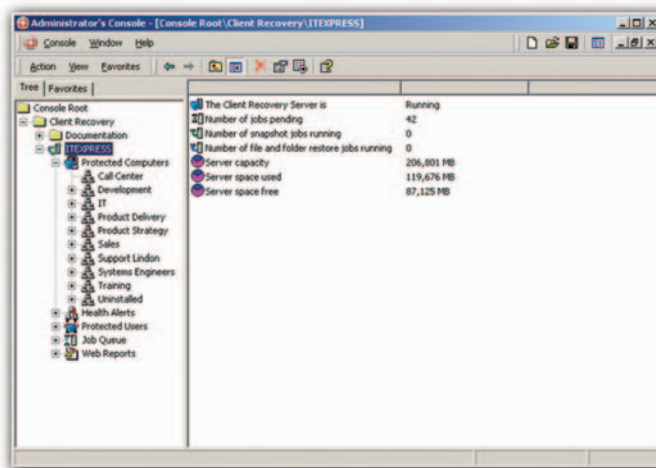 Administrator's Console - [Console Root\Client Recovery\ITEXPRESS]
Console Window Help
Action View Favorites
Tree Favorites
Console Root
Client Recovery
Documentation
ITEXPRESS
Protected Computers
Call Center
Development
IT
Product Delivery
Product Strategy
Sales
Support Lindon
Systems Engineers
Training
Uninstalled
Health Alerts
Protected Users
Job Queue
Web Reports
The Client Recovery Server is Running
Number of jobs pending 42
Number of snapshot jobs running 0
Number of file and folder restore jobs running 0
Server capacity 206,801 MB
Server space used 119,676 MB
Server space free 87,125 MB